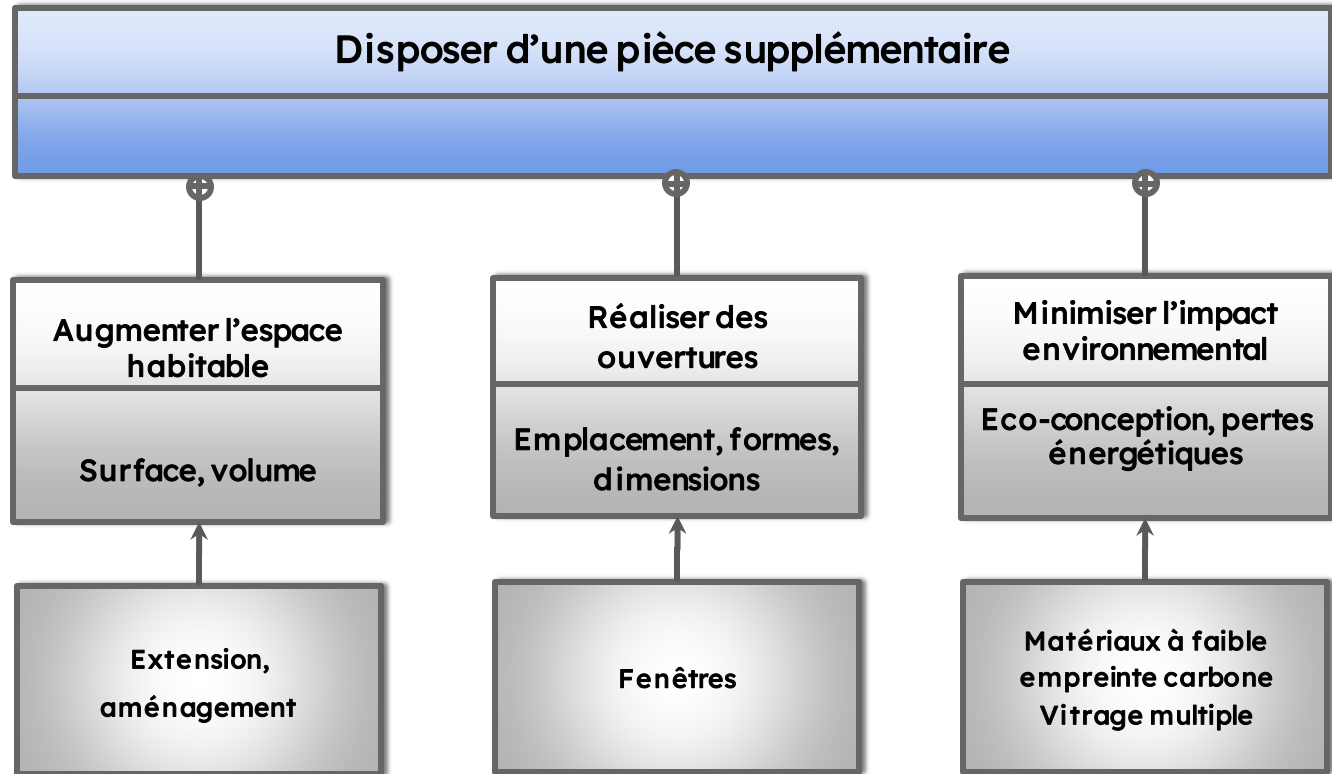 Disposer d’une pièce supplémentaire
Augmenter l’espace
habitable
Surface, volume
Extension,
aménagement
Réaliser des
ouvertures
Emplacement, formes,
dimensions
Fenêtres
Minimiser l’impact
environnemental
Eco-conception, pertes
énergétiques
Matériaux à faible
empreinte carbone
Vitrage multiple